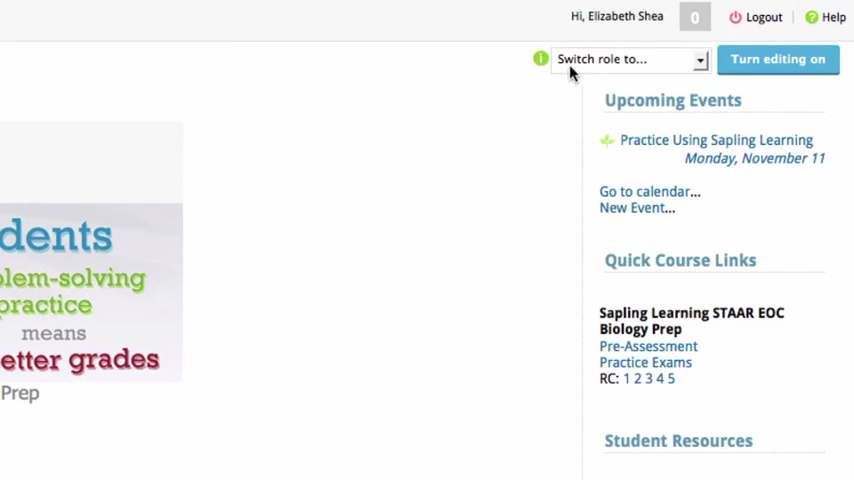 Hi, Elizabeth Shea 0 Logout Help
i Switch role to... Turn editing on
Upcoming Events
Practice Using Sapling Learning
Monday, November 11
Go to calendar...
New Event...
dents
lem-solving
practice
means
etter grades
Prep
Quick Course Links
Sapling Learning STAAR EOC
Biology Prep
Pre-Assessment
Practice Exams
RC: 1 2 3 4 5
Student Resources